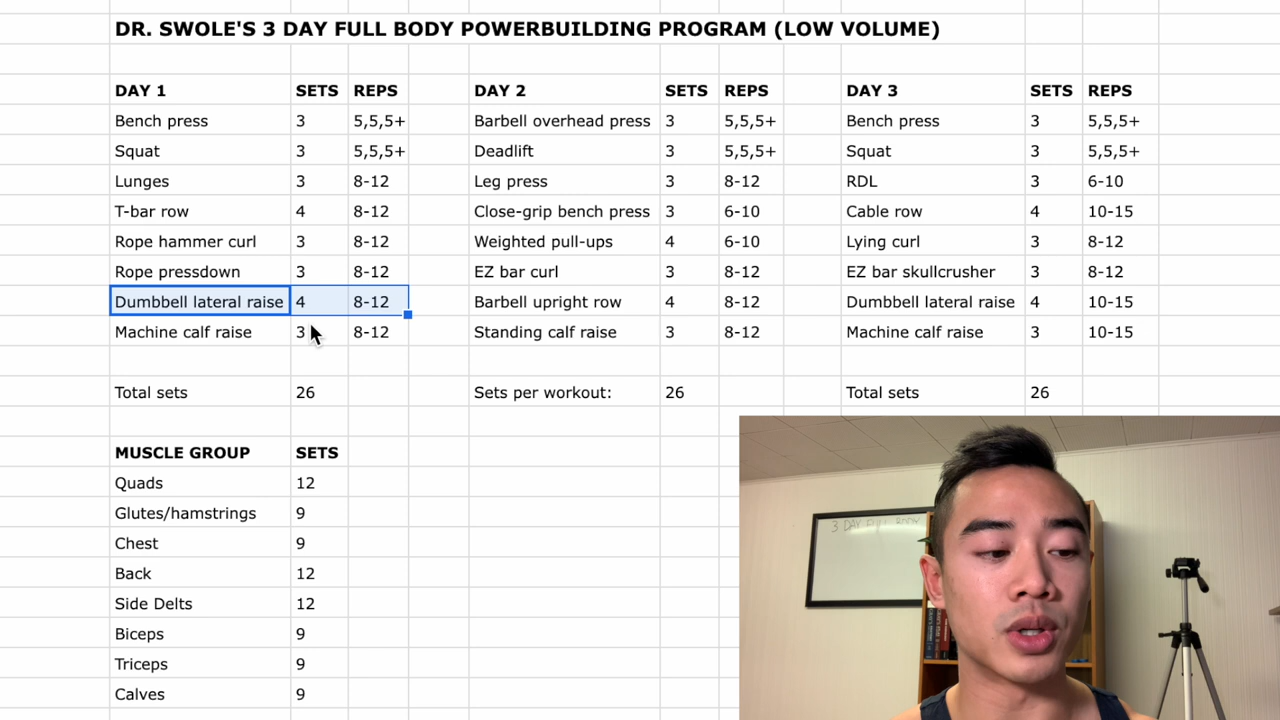 DR. SWOLE'S 3 DAY FULL BODY POWERBUILDING PROGRAM (LOW VOLUME)
DAY 1 SETS REPS DAY 2 SETS REPS DAY 3 SETS REPS
Bench press 3 5,5,5+ Barbell overhead press 3 5,5,5+ Bench press 3 5,5,5+
Squat 3 5,5,5+ Deadlift 3 5,5,5+ Squat 3 5,5,5+
Lunges 3 8-12 Leg press 3 8-12 RDL 3 6-10
T-bar row 4 8-12 Close-grip bench press 3 6-10 Cable row 4 10-15
Rope hammer curl 3 8-12 Weighted pull-ups 4 6-10 Lying curl 3 8-12
Rope pressdown 3 8-12 EZ bar curl 3 8-12 EZ bar skullcrusher 3 8-12
Dumbbell lateral raise 4 8-12 Barbell upright row 4 8-12 Dumbbell lateral raise 4 10-15
Machine calf raise 3 8-12 Standing calf raise 3 8-12 Machine calf raise 3 10-15
Total sets 26 Sets per workout: 26 Total sets 26
MUSCLE GROUP SETS
Quads 12
Glutes/hamstrings 9
Chest 9
Back 12
Side Delts 12
Biceps 9
Triceps 9
Calves 9
3 DAY FULL BODY